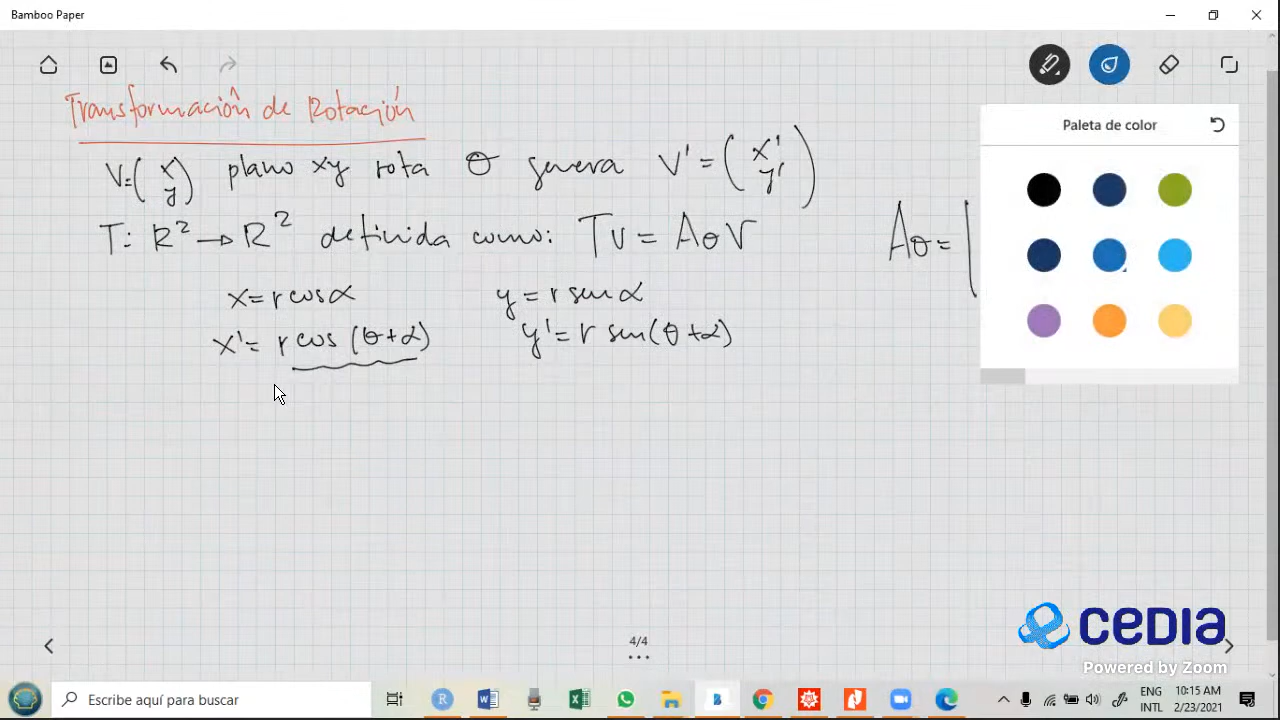 Bamboo Paper
Transformación de Rotación
V=(x y) plano xy rota θ genera V'=(x' y')
T: R² → R² definida como: Tv = Aθ V
Aθ = (
x = r cos α y = r sen α
x' = r cos (θ+α) y' = r sen(θ+α)
Paleta de color
4/4
CEDIA
Powered by Zoom
Escribe aquí para buscar
ENG
INTL
10:15 AM
2/23/2021